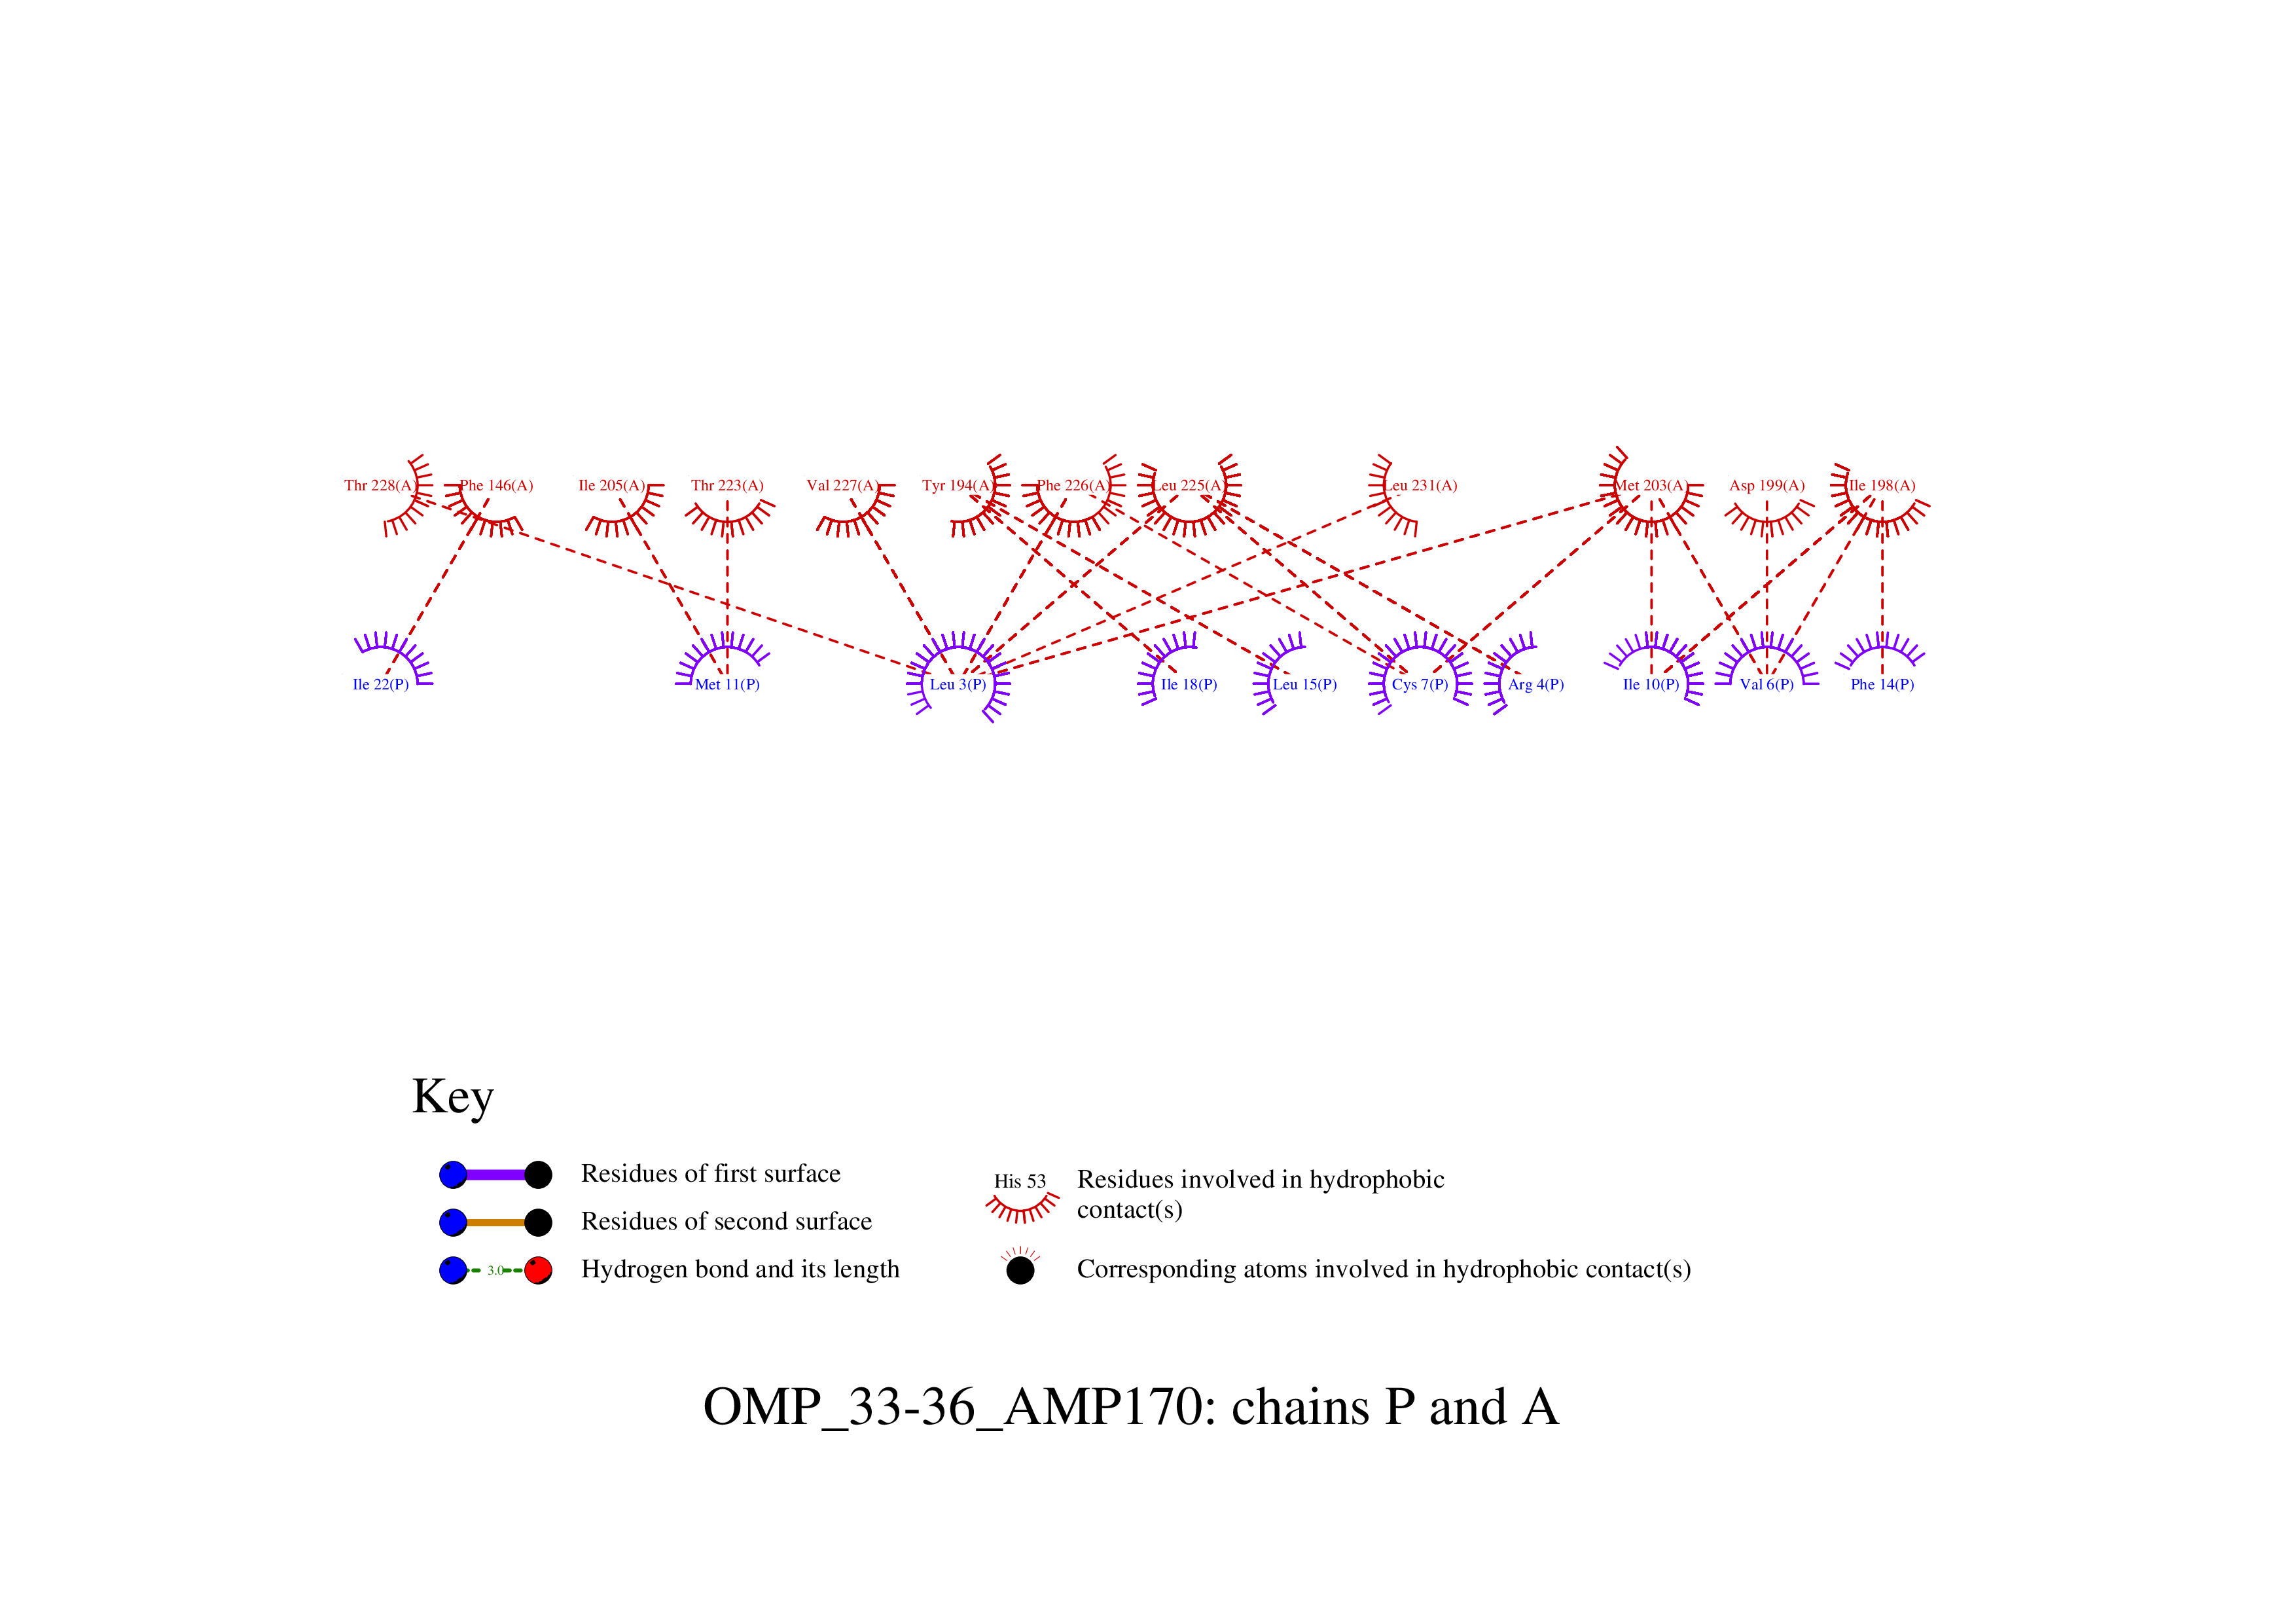 Thr 228(A) Phe 146(A) Ile 205(A) Thr 223(A) Val 227(A) Tyr 194(A) Phe 226(A) Leu 225(A) Leu 231(A) Met 203(A) Asp 199(A) Ile 198(A)
Ile 22(P) Met 11(P) Leu 3(P) Ile 18(P) Leu 15(P) Cys 7(P) Arg 4(P) Ile 10(P) Val 6(P) Phe 14(P)
Key
Residues of first surface
Residues of second surface
3.0 Hydrogen bond and its length
His 53 Residues involved in hydrophobic
contact(s)
Corresponding atoms involved in hydrophobic contact(s)
OMP_33-36_AMP170: chains P and A